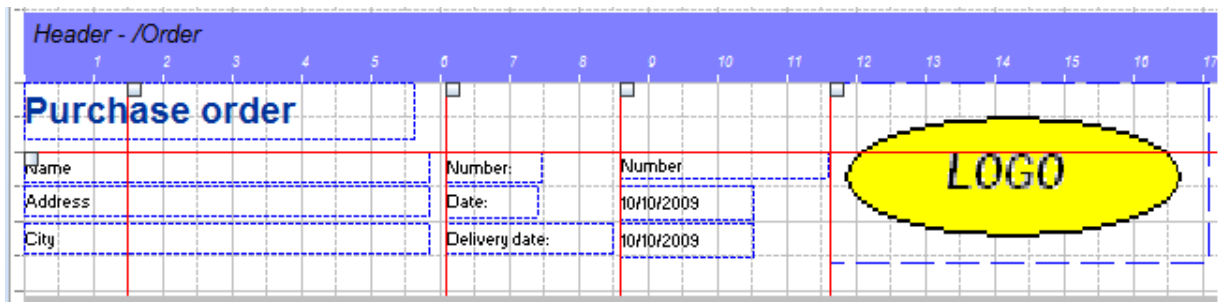 Header - /Order
1 2 3 4 5 6 7 8 9 10 11 12 13 14 15 16 17
Purchase order
Name Number: Number
LOGO
Address Date: 10/10/2009
City Delivery date: 10/10/2009